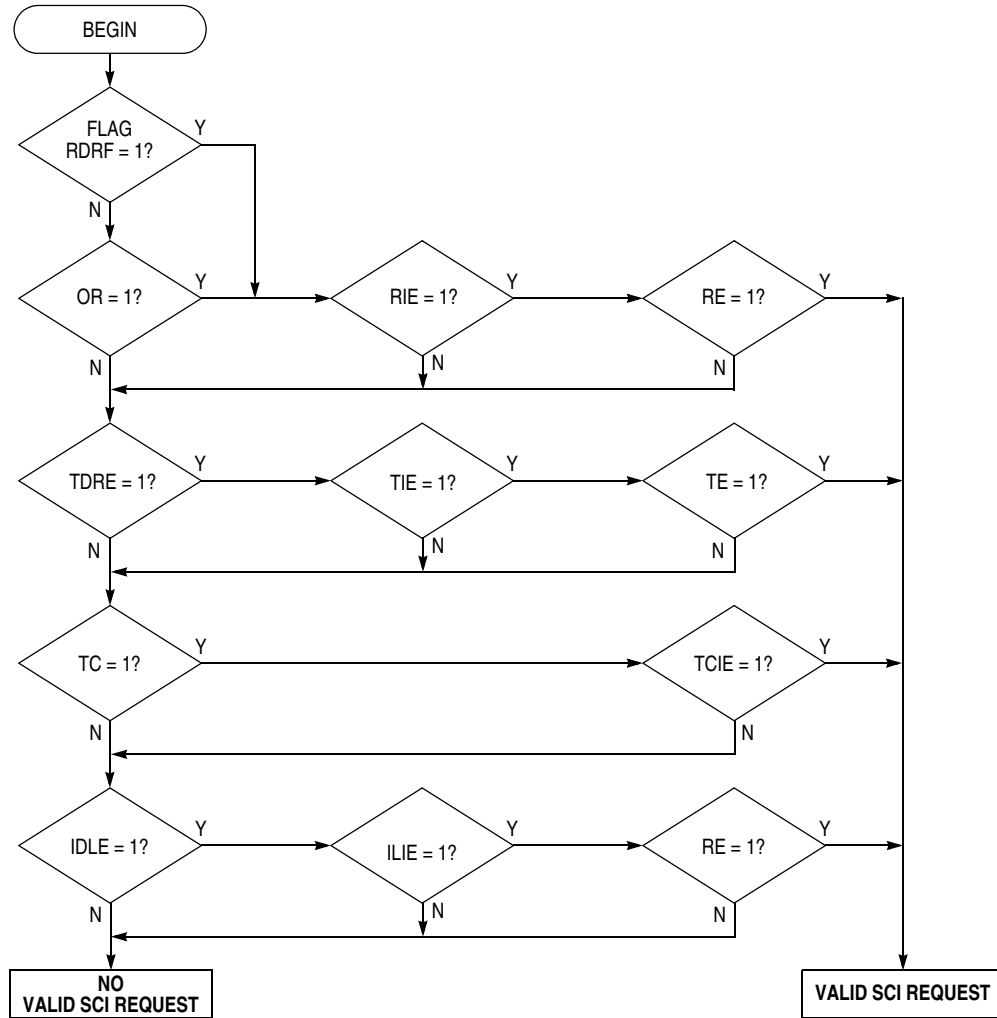 BEGIN
FLAG
RDRF = 1?
Y
N
OR = 1?
Y
N
RIE = 1?
Y
N
RE = 1?
Y
N
TDRE = 1?
Y
N
TIE = 1?
Y
N
TE = 1?
Y
N
TC = 1?
Y
N
TCIE = 1?
Y
N
IDLE = 1?
Y
N
ILIE = 1?
Y
N
RE = 1?
Y
N
NO
VALID SCI REQUEST
VALID SCI REQUEST